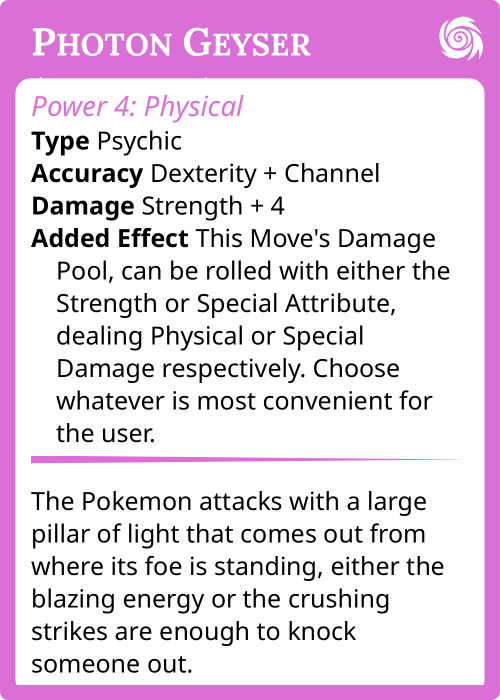 PHOTON GEYSER
Power 4: Physical
Type Psychic
Accuracy Dexterity + Channel
Damage Strength + 4
Added Effect This Move's Damage
Pool, can be rolled with either the
Strength or Special Attribute,
dealing Physical or Special
Damage respectively. Choose
whatever is most convenient for
the user.
The Pokemon attacks with a large
pillar of light that comes out from
where its foe is standing, either the
blazing energy or the crushing
strikes are enough to knock
someone out.